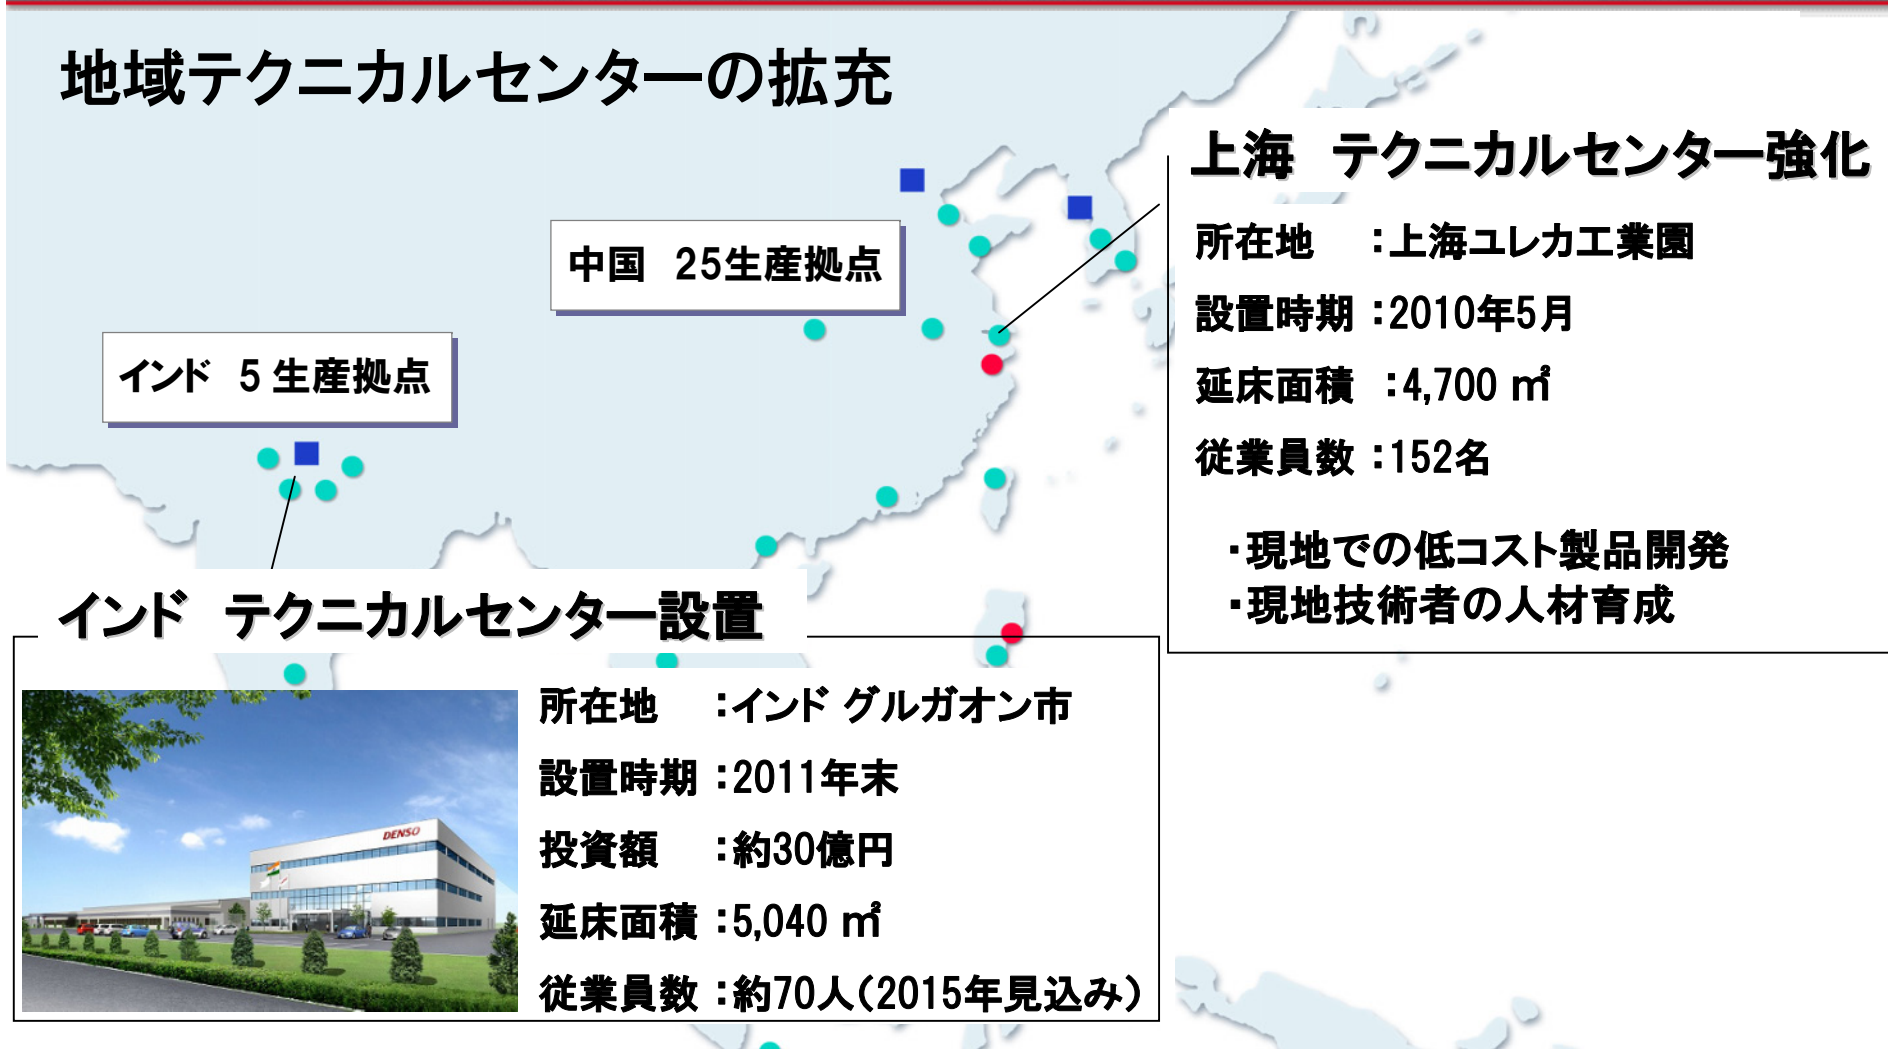 地域テクニカルセンターの拡充
上海　テクニカルセンター強化
所在地　：上海ユレカ工業園
設置時期：2010年5月
延床面積　：4,700 ㎡
従業員数：152名
・現地での低コスト製品開発
・現地技術者の人材育成
中国　25生産拠点
インド　5 生産拠点
インド　テクニカルセンター設置
所在地　：インド グルガオン市
設置時期：2011年末
投資額　：約30億円
延床面積：5,040 ㎡
従業員数：約70人（2015年見込み）
DENSO